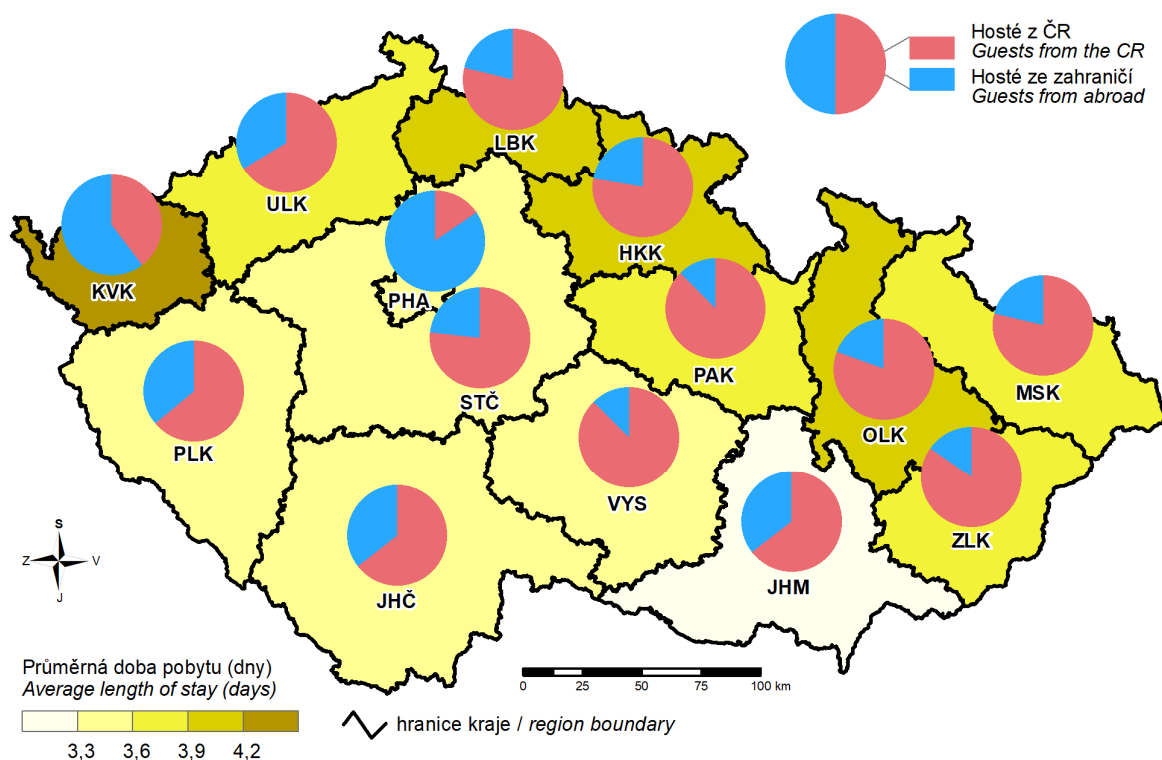 Hosté z ČR
Guests from the CR
Hosté ze zahraničí
Guests from abroad
LBK
ULK
HKK
KVK
PHA
PAK
MSK
STČ
OLK
PLK
VYS
ZLK
JHM
JHČ
S
Z V
J
Průměrná doba pobytu (dny)
Average length of stay (days)
3,3 3,6 3,9 4,2
hranice kraje / region boundary
0 25 50 75 100 km